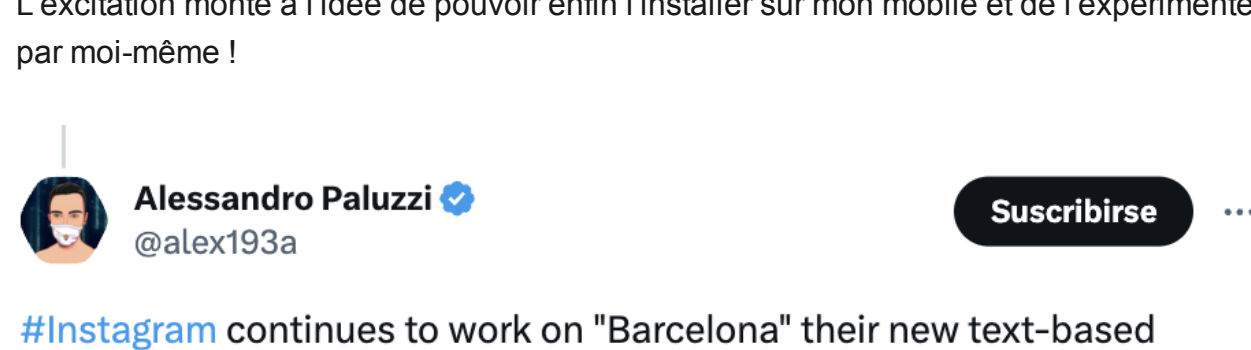 L'excitation monte à l'idée de pouvoir enfin l'installer sur mon mobile et de l'expérimente
par moi-même !
Alessandro Paluzzi
@alex193a
Suscribirse
#Instagram continues to work on "Barcelona" their new text-based